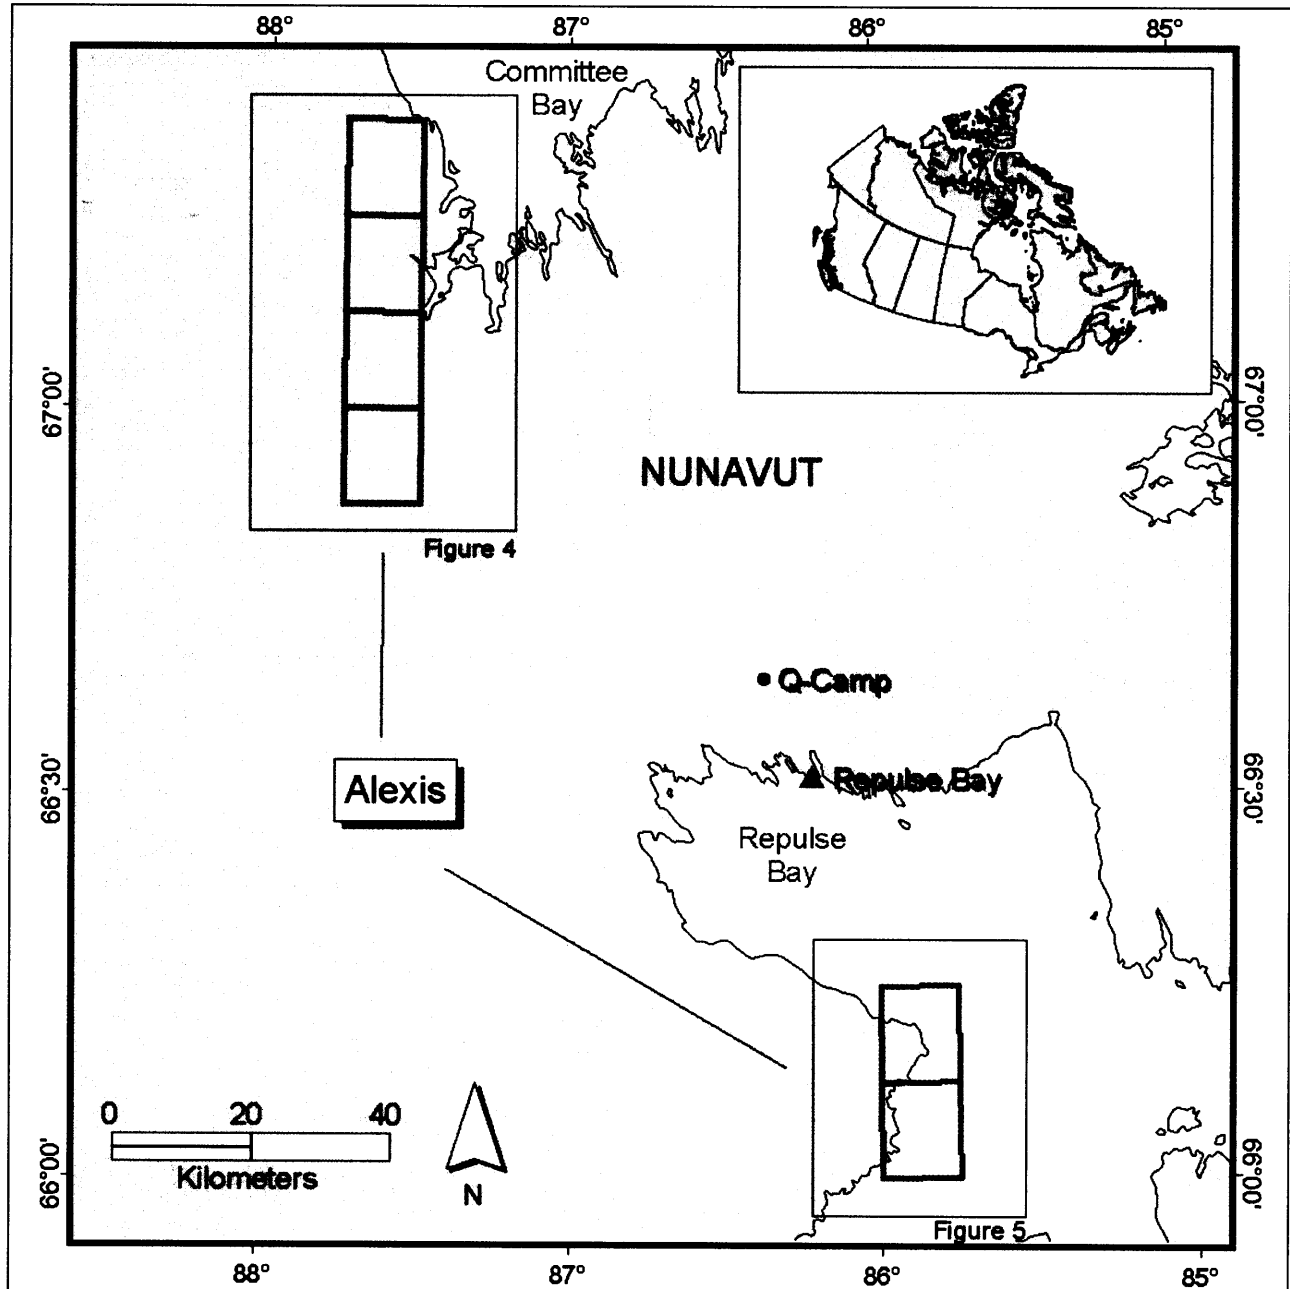 88° 87° 86° 85°
Committee
Bay
67°00' 67°00'
NUNAVUT
Figure 4
Q-Camp
66°30' Alexis Repulse Bay 66°30'
Repulse
Bay
0 20 40
Kilometers
N
66°00' 66°00'
Figure 5
88° 87° 86° 85°